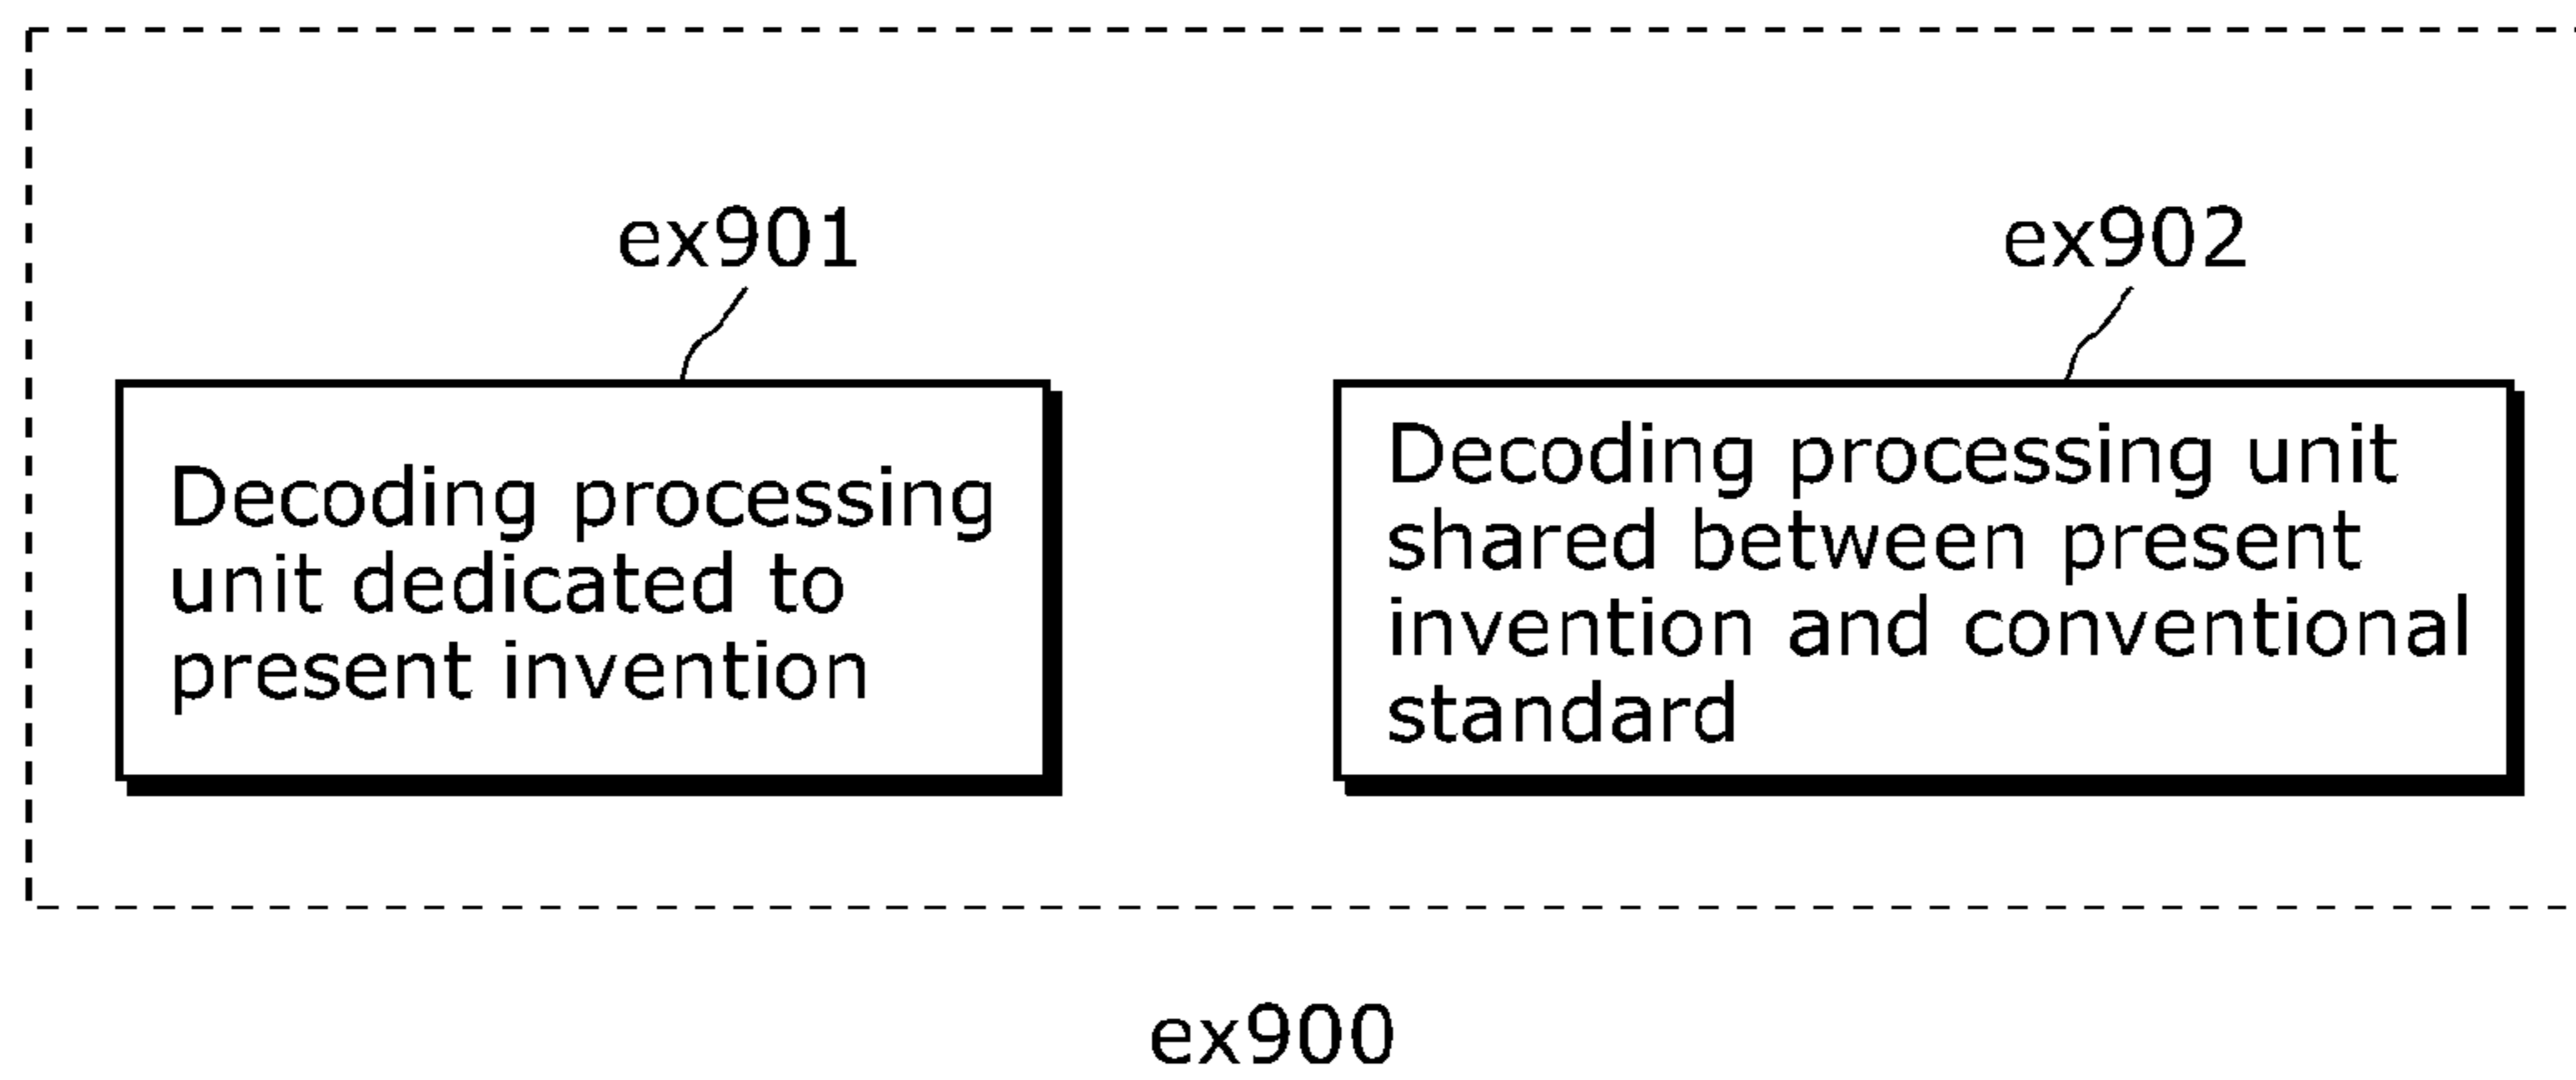 ex901
ex902
Decoding processing
unit dedicated to
present invention
Decoding processing unit
shared between present
invention and conventional
standard
ex900